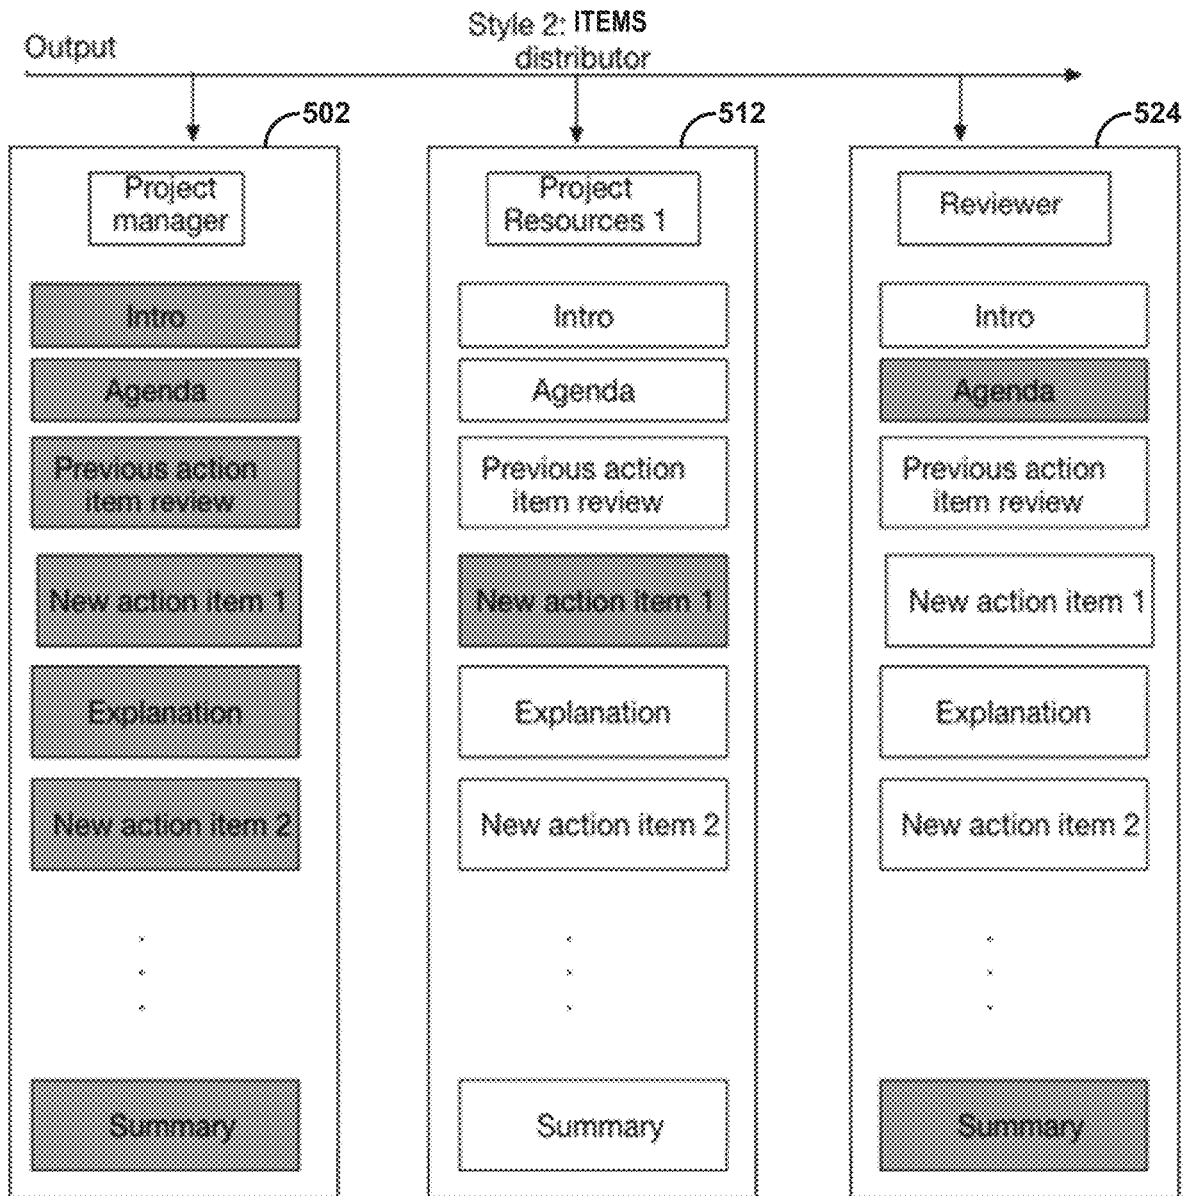 Output
Style 2: ITEMS
distributor
502
Project
manager
Intro
Agenda
Previous action
item review
New action item 1
Explanation
New action item 2
Summary
512
Project
Resources 1
Intro
Agenda
Previous action
item review
New action item 1
Explanation
New action item 2
Summary
524
Reviewer
Intro
Agenda
Previous action
item review
New action item 1
Explanation
New action item 2
Summary